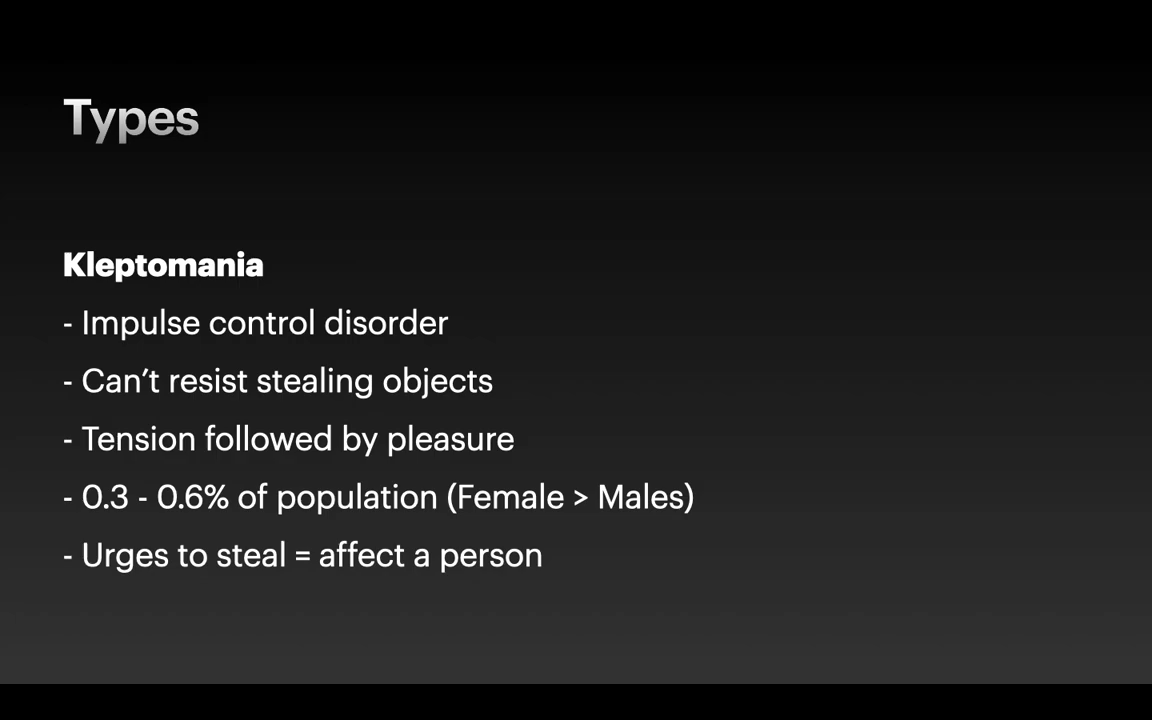 Types
Kleptomania
- Impulse control disorder
- Can’t resist stealing objects
- Tension followed by pleasure
- 0.3 - 0.6% of population (Female > Males)
- Urges to steal = affect a person